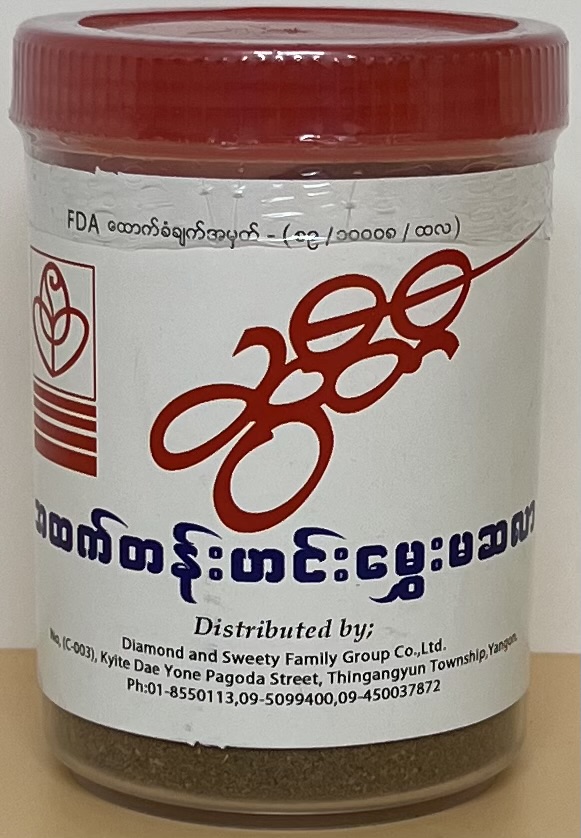 FDA ထောက်ခံချက်အမှတ် - ( ၈၉ /၁၀၀၀၈ / ထလ)
အထက်တန်းဟင်းမွှေးမဆလာ
Distributed by;
Diamond and Sweety Family Group Co.,Ltd.
No, (C-003), Kyite Dae Yone Pagoda Street, Thingangyun Township,Yangon.
Ph:01-8550113,09-5099400,09-450037872